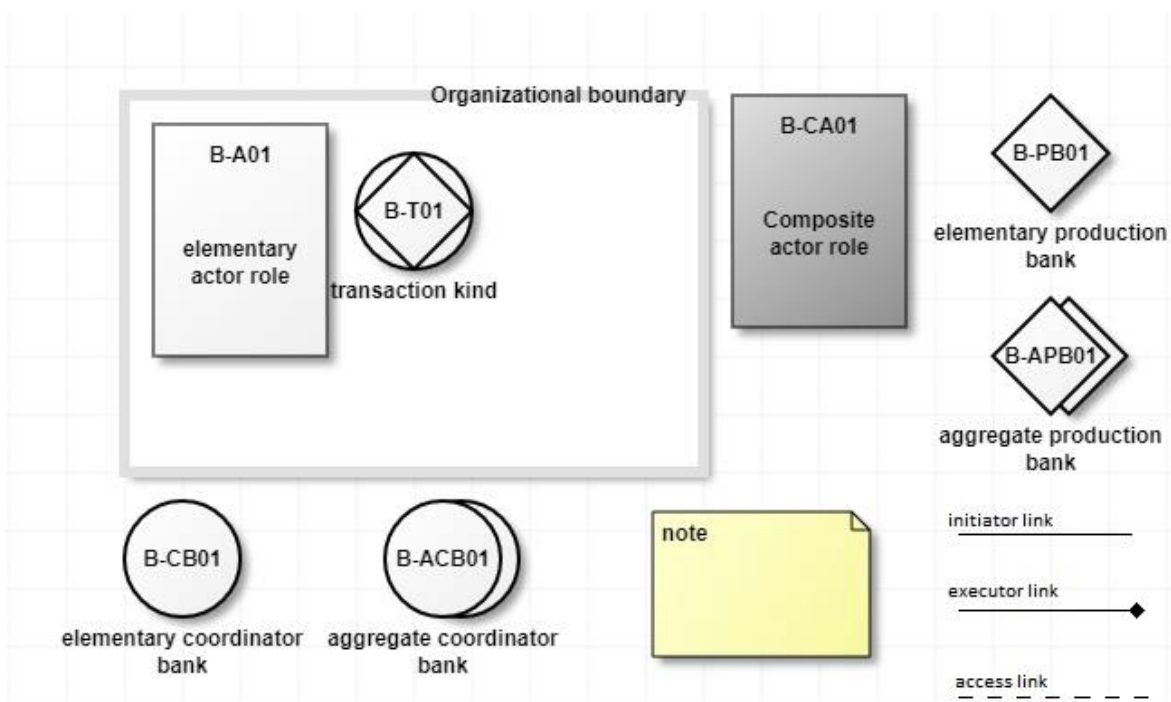 Organizational boundary
B-A01
elementary
actor role
B-T01
transaction kind
B-CA01
Composite
actor role
B-PB01
elementary production
bank
B-APB01
aggregate production
bank
B-CB01
elementary coordinator
bank
B-ACB01
aggregate coordinator
bank
note
initiator link
executor link
access link